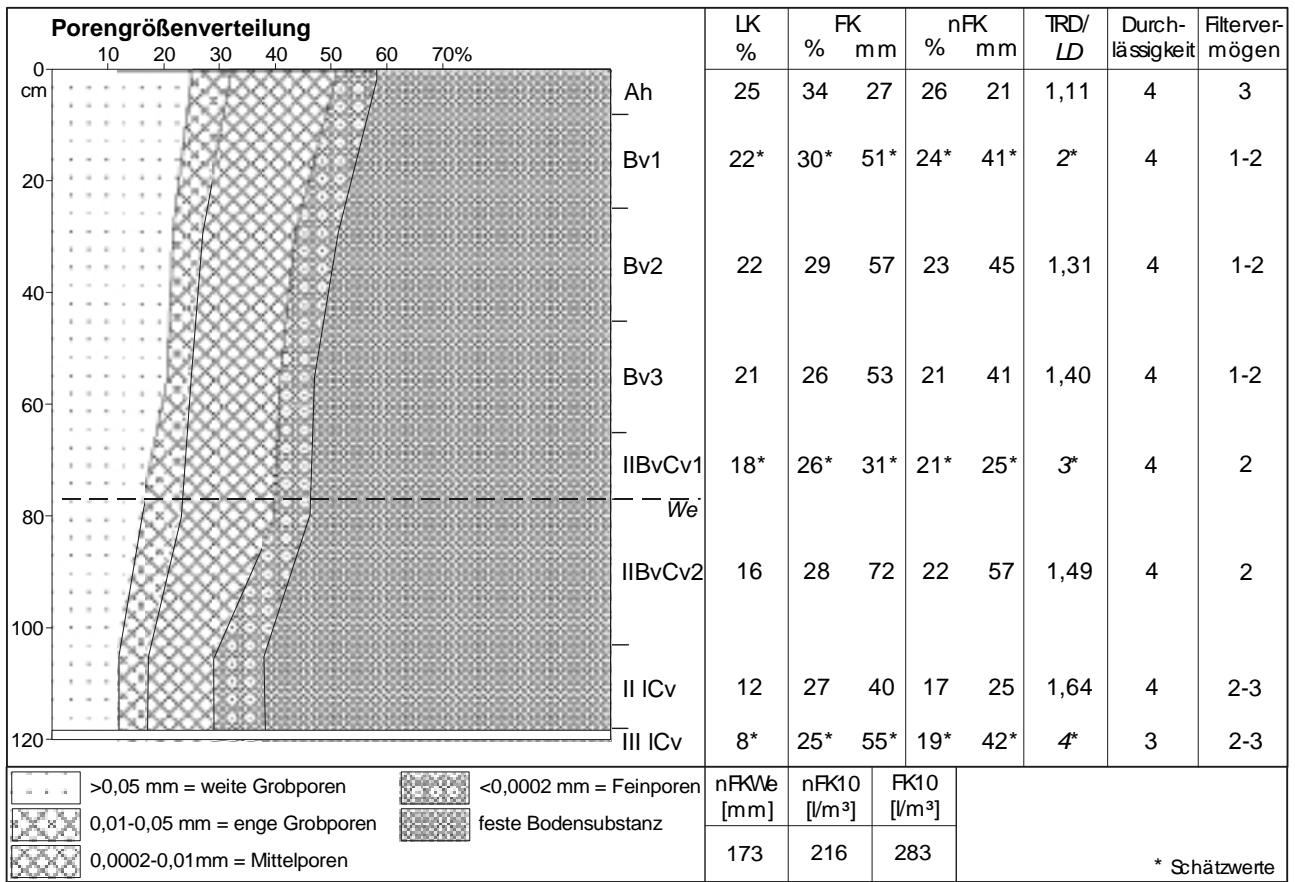 Porengrößenverteilung
10 20 30 40 50 60 70%
LK FK nFK TRD/ Durch- Filterver-
% % mm % mm LD lässigkeit mögen
0
cm
Ah 25 34 27 26 21 1,11 4 3
Bv1 22* 30* 51* 24* 41* 2* 4 1-2
20
Bv2 22 29 57 23 45 1,31 4 1-2
40
Bv3 21 26 53 21 41 1,40 4 1-2
60
IIBvCv1 18* 26* 31* 21* 25* 3* 4 2
We
80
IIBvCv2 16 28 72 22 57 1,49 4 2
100
II ICv 12 27 40 17 25 1,64 4 2-3
120
III ICv 8* 25* 55* 19* 42* 4* 3 2-3
>0,05 mm = weite Grobporen
0,01-0,05 mm = enge Grobporen
0,0002-0,01mm = Mittelporen
<0,0002 mm = Feinporen
feste Bodensubstanz
nFKWe nFK10 FK10
[mm] [l/m³] [l/m³]
173 216 283
* Schätzwerte